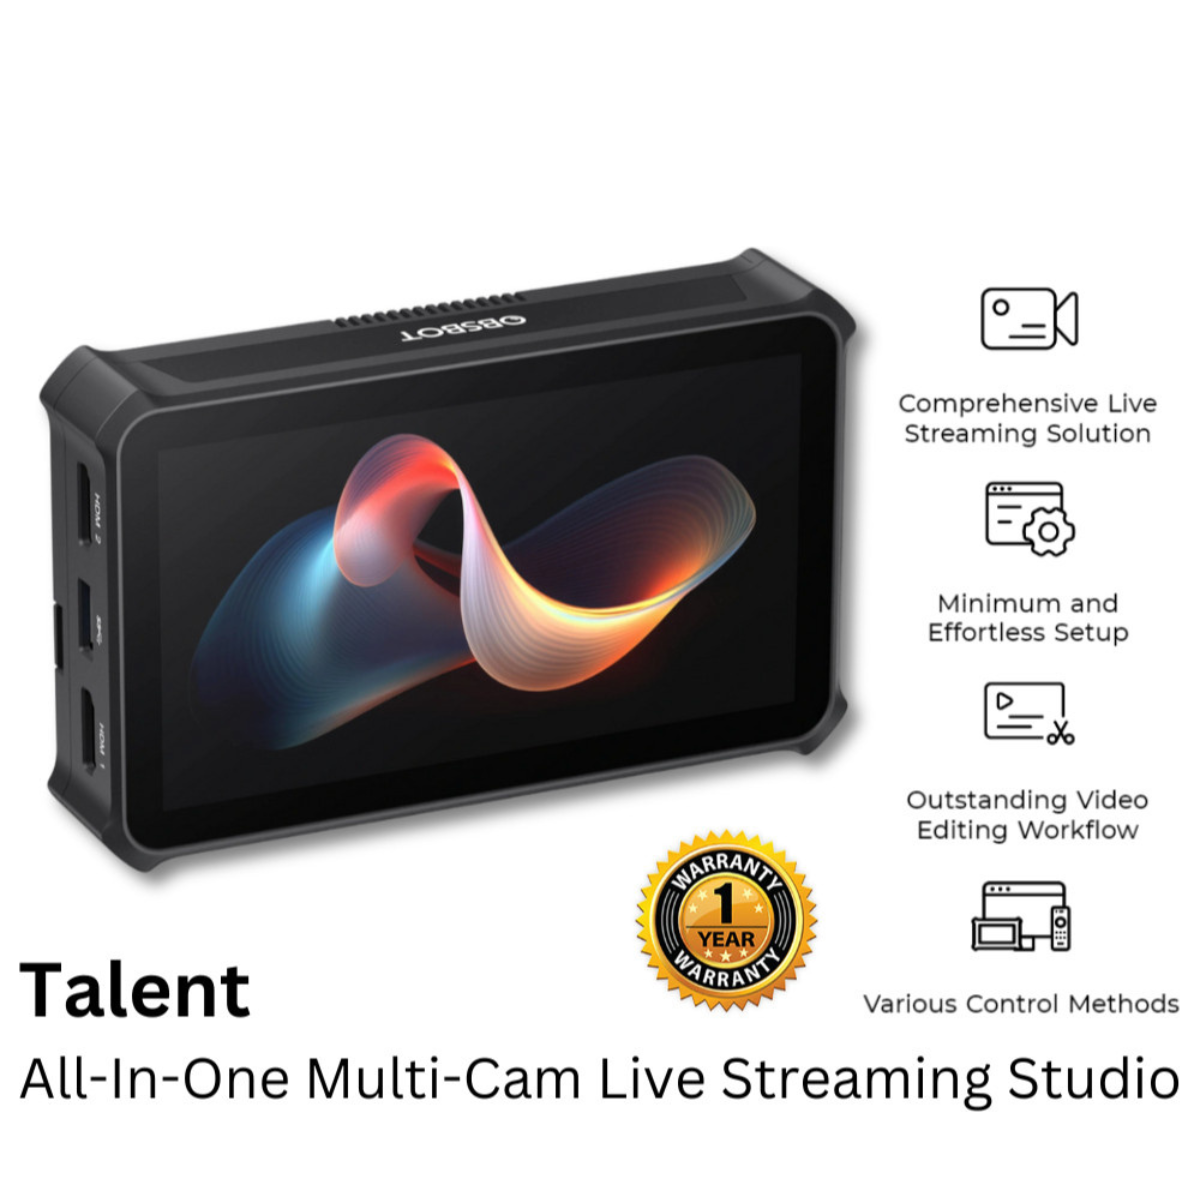 OBSBOT
HDMI 2
HDMI 1
Comprehensive Live
Streaming Solution
Minimum and
Effortless Setup
Outstanding Video
Editing Workflow
Various Control Methods
WARRANTY
1
YEAR
WARRANTY
Talent
All-In-One Multi-Cam Live Streaming Studio